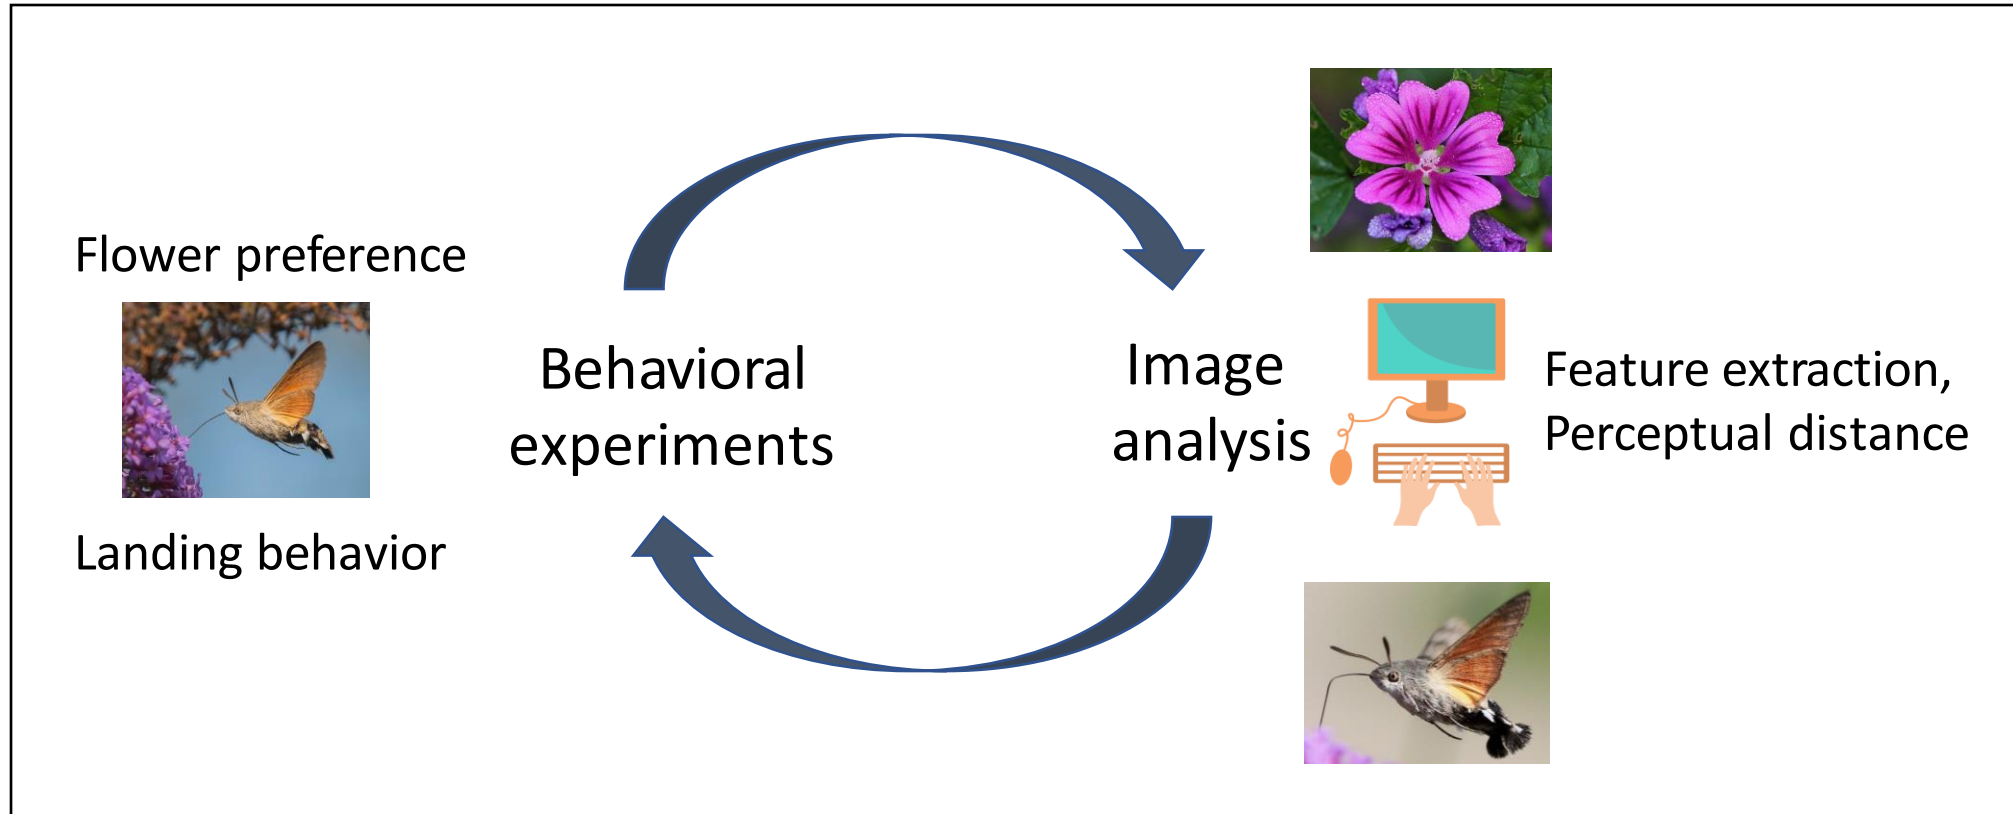 Flower preference
Landing behavior
Behavioral
experiments
Image
analysis
Feature extraction,
Perceptual distance